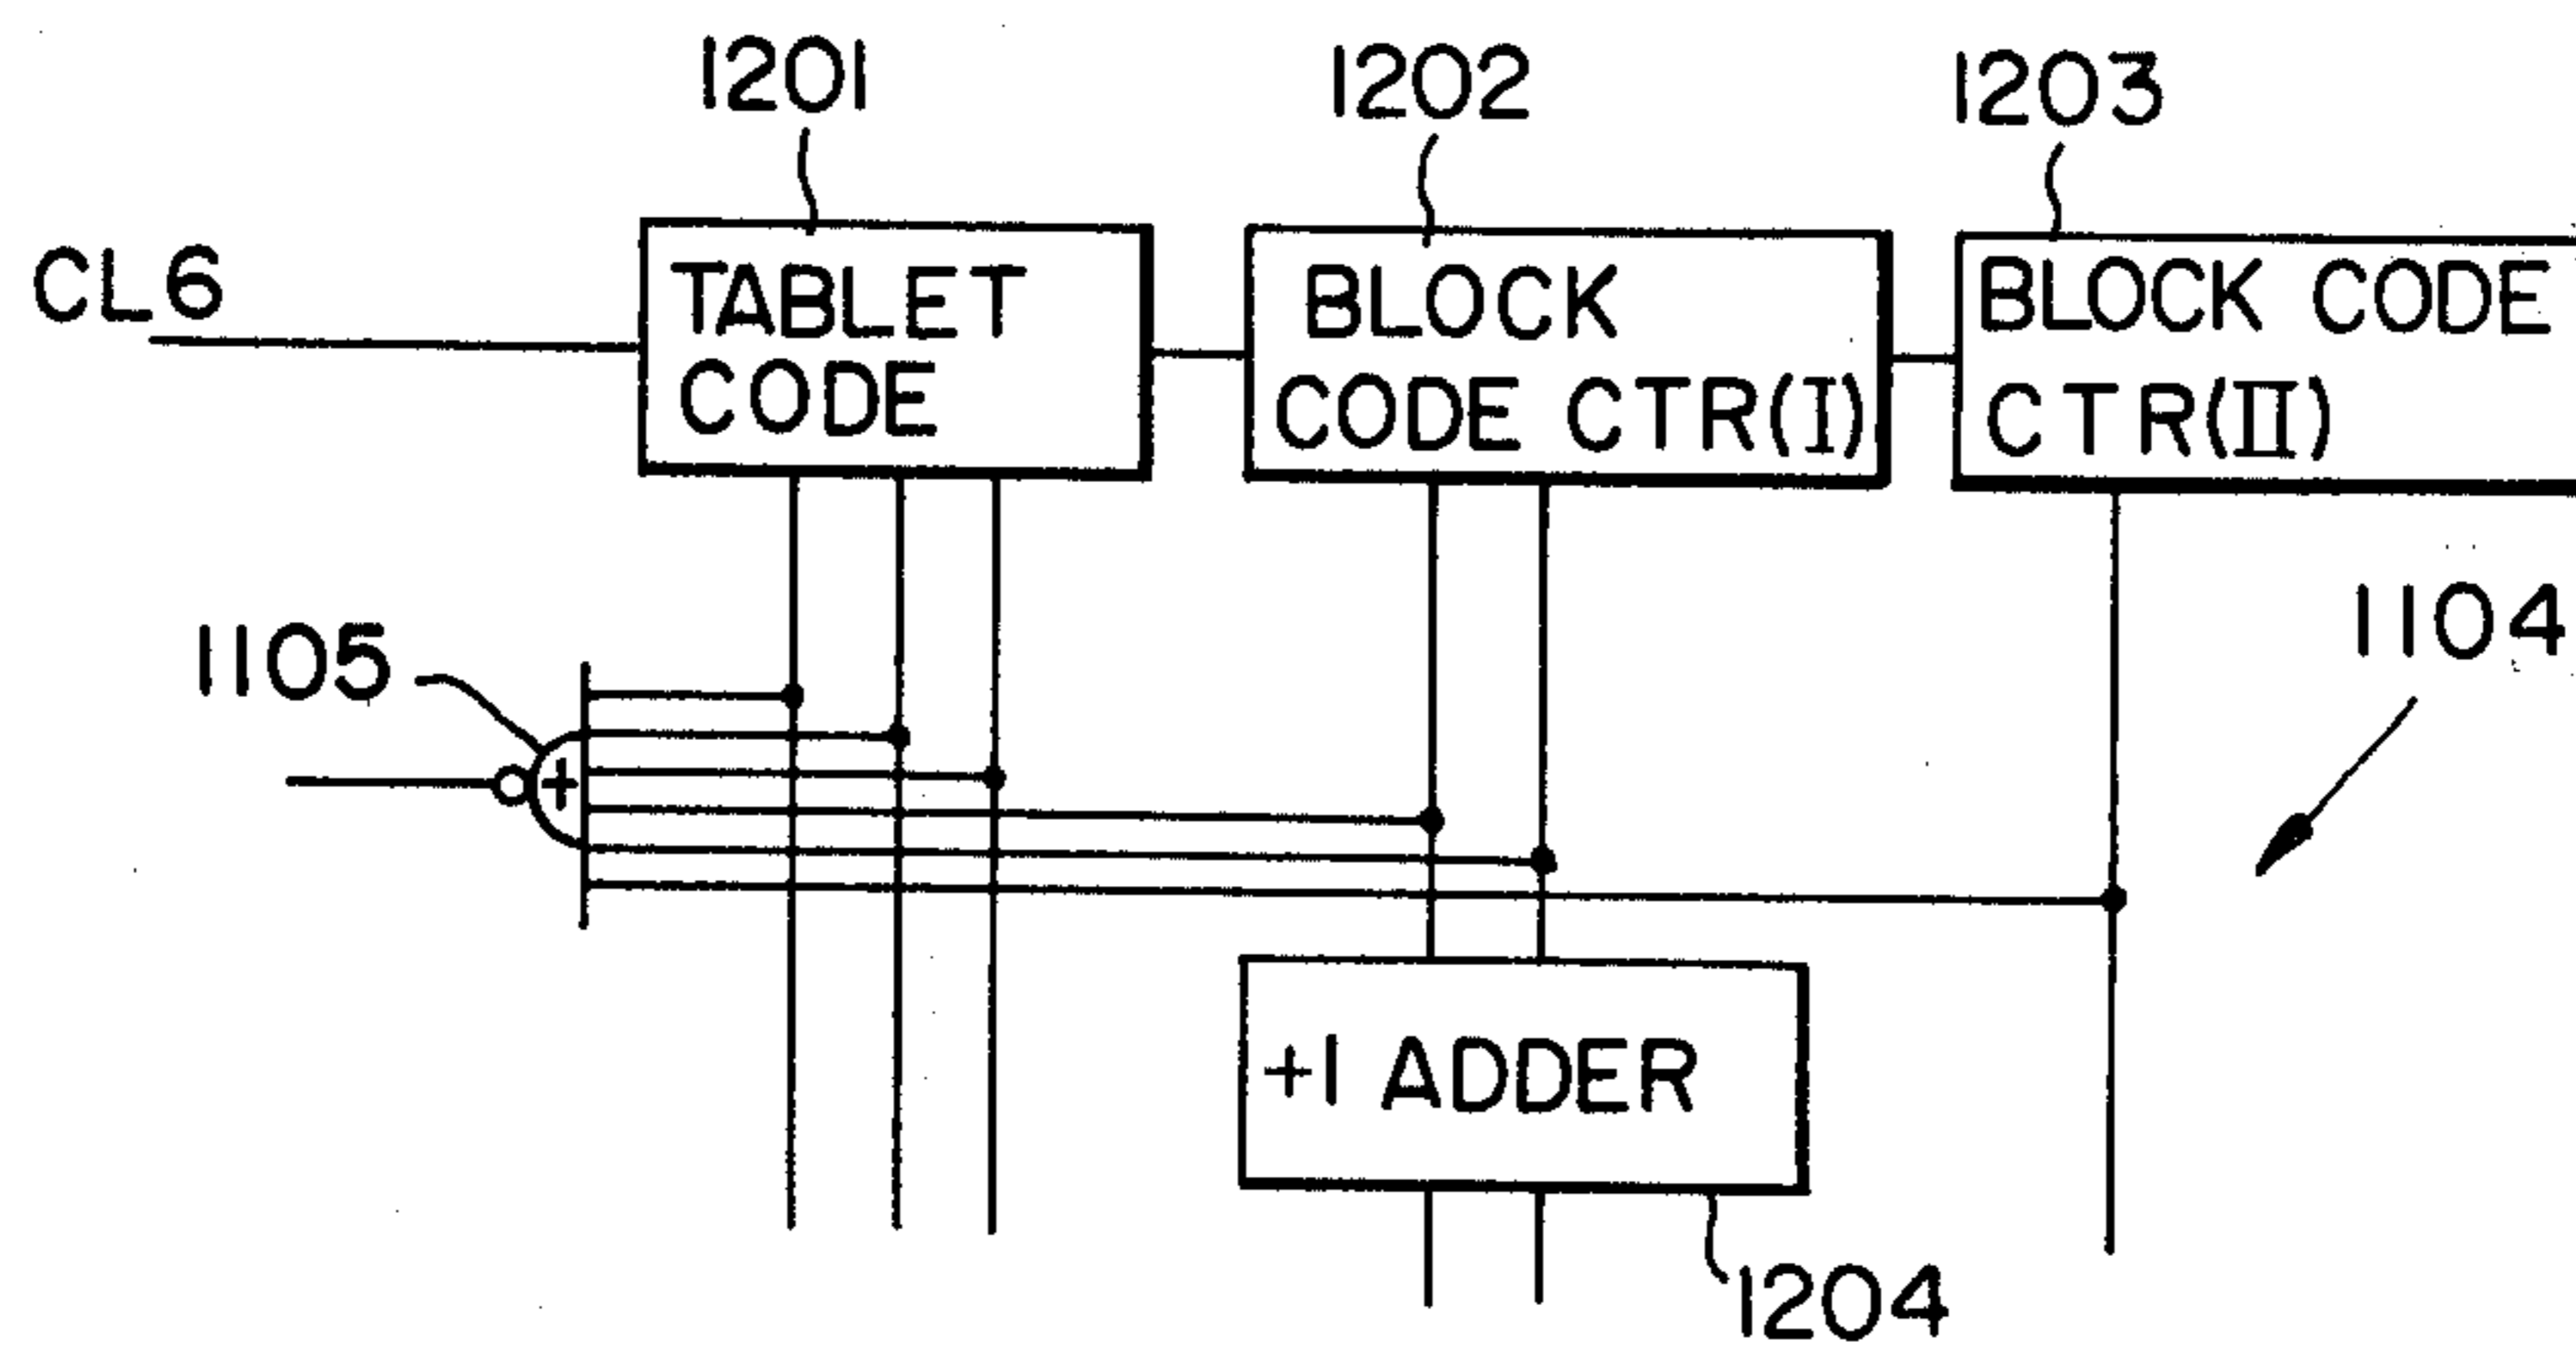 1201
1202
1203
CL6
TABLET
CODE
BLOCK
CODE CTR(I)
BLOCK CODE
CTR(II)
1105
+
1104
+1 ADDER
1204